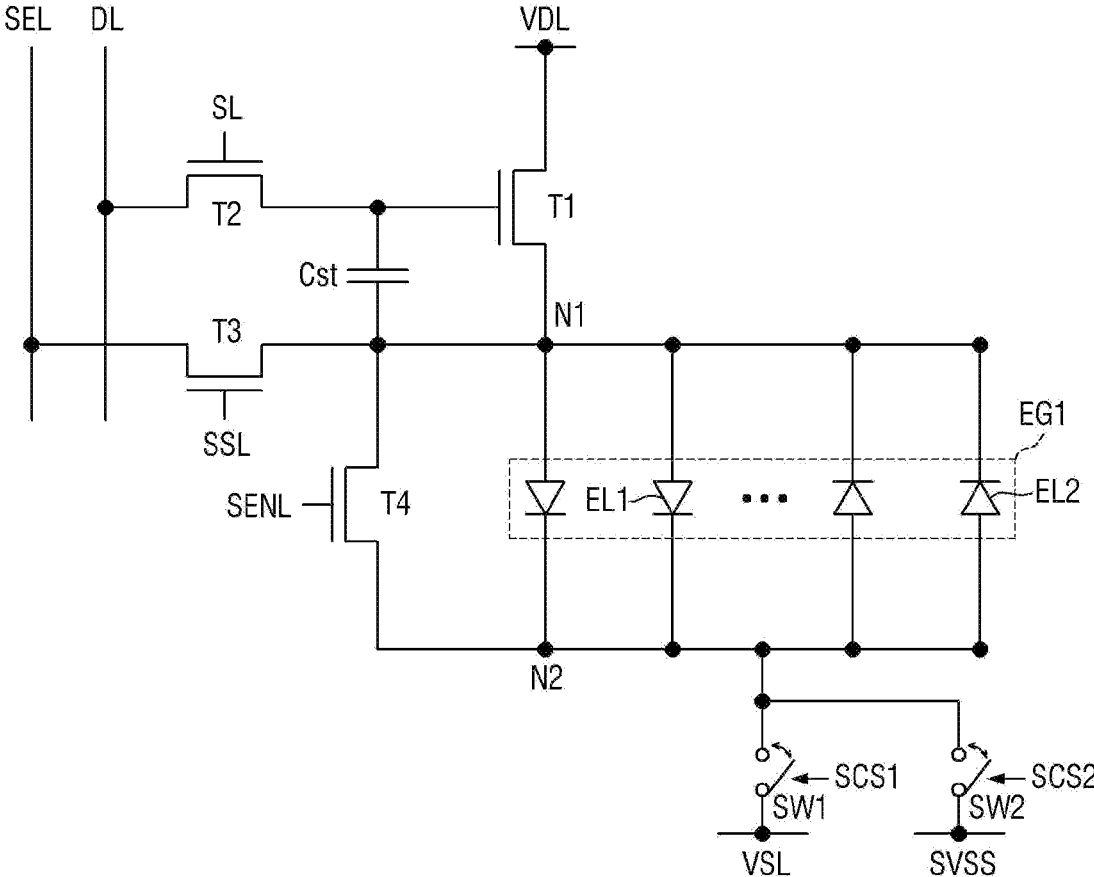 SEL
DL
VDL
SL
T2
T1
Cst
T3
N1
SSL
EG1
SENL
T4
EL1
EL2
N2
SCS1
SCS2
SW1
SW2
VSL
SVSS